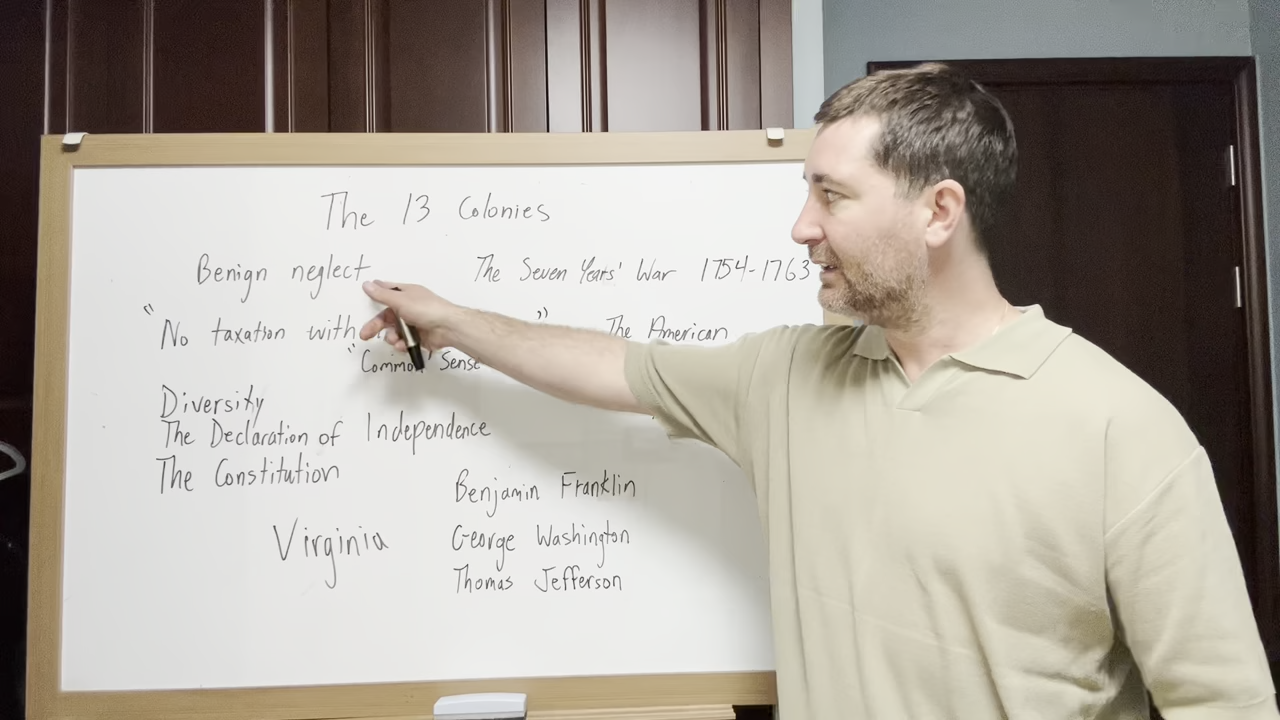 The 13 Colonies
Benign neglect The Seven Years' War 1754-1763
"No taxation with " The American
"Common" Sense
Diversity
The Declaration of Independence
The Constitution
Benjamin Franklin
Virginia George Washington
Thomas Jefferson